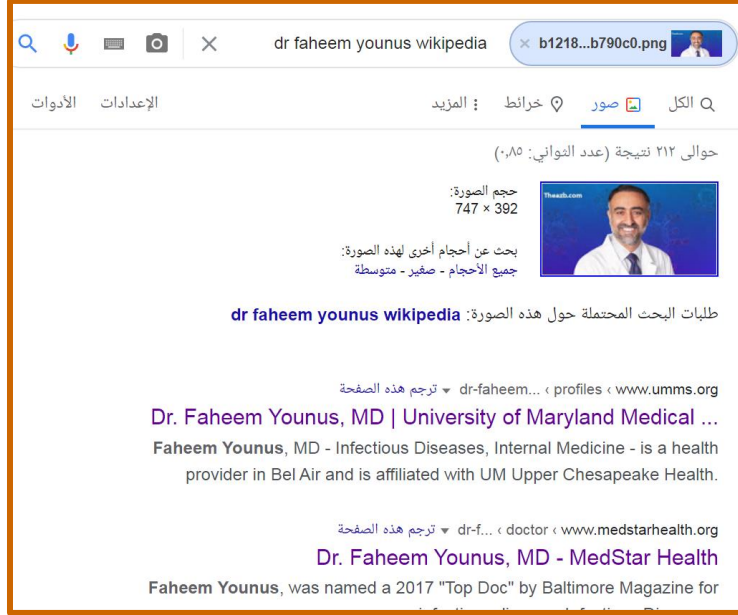 dr faheem younus wikipedia
b1218...b790c0.png
الكل
صور
خرائط
المزيد
الإعدادات
الأدوات
حوالى ٢١٢ نتيجة (عدد الثواني: ٠,٨٥)
Theazb.com
حجم الصورة:
747 × 392
بحث عن أحجام أخرى لهذه الصورة:
جميع الأحجام - صغير - متوسطة
طلبات البحث المحتملة حول هذه الصورة: dr faheem younus wikipedia
www.umms.org › profiles › dr-faheem... ترجم هذه الصفحة
Dr. Faheem Younus, MD | University of Maryland Medical ...
Faheem Younus, MD - Infectious Diseases, Internal Medicine - is a health
provider in Bel Air and is affiliated with UM Upper Chesapeake Health.
www.medstarhealth.org › doctor › dr-f... ترجم هذه الصفحة
Dr. Faheem Younus, MD - MedStar Health
Faheem Younus, was named a 2017 "Top Doc" by Baltimore Magazine for